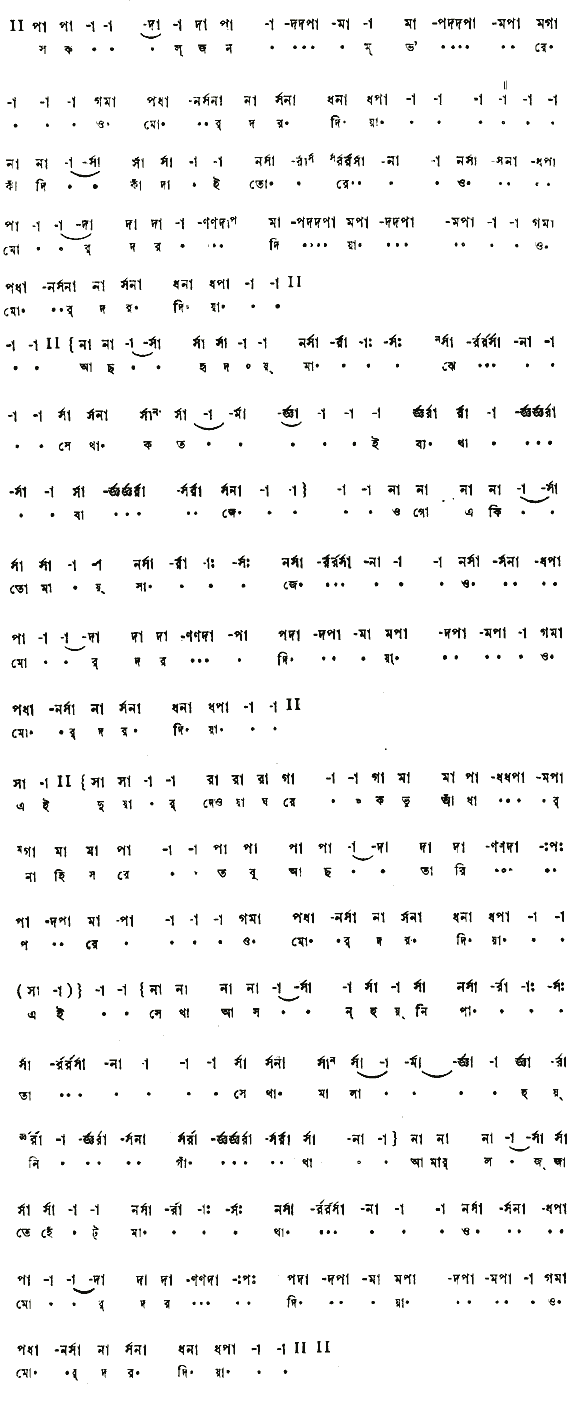 II পা পা -া -া -দা -া দা পা -া -দদপা -মা -া মা -পদদপা -মপা মগা
স ক • • • ল্ জ ন • •••• • ম্ ভ' •••• •• রে•
-া -া -া গমা পধা -নর্সনা না র্সনা ধনা ধপা -া -া -া -া -া -া
• • • ও• মো• ••র্ দ র• দি• য়া• • • • • • •
না না -া -র্সা র্সা র্সা -া -া নর্সা -র্রার্স র্সর্রর্রর্সা -না -া নর্সা -র্সনা -ধপা
কাঁ দি • • কাঁ দা • ই তো• • রে•• • • ও• •• ••
পা -া -া -দা দা দা -া -ণণদাপ মা -পদদপা মপা -দদপা -মপা -া -া গমা
মো • • র্ দ র • ••• দি •••• য়া• ••• •• • • ও•
পধা -নর্সনা না র্সনা ধনা ধপা -া -া II
মো• ••র্ দ র• দি• য়া• • •
-া -া II { না না -া -র্সা র্সা র্সা -া -া নর্সা -র্রা -াঃ -র্সঃ নর্সা -র্রর্রর্সা -না -া
• • আ ছ • • হৃ দ • য়্ মা• • • • ঝে ••• • •
-া -া র্সা র্সনা র্সার্র র্সা -া -র্মা -র্জ্ঞা -া -া -া র্জ্ঞর্রা র্রা -া -র্জ্ঞর্জ্ঞর্রা
• • সে থা• ক ত • • • • • ই ব্য• থা • •••
-র্সা -া র্সা -র্জ্ঞর্জ্ঞর্রা -র্সর্রা র্সনা -া -া } -া -া না না না না -া -র্সা
• • বা ••• •• জে• • • • • ও গো এ কি • •
র্সা র্সা -া -া নর্সা -র্রা -াঃ -র্সঃ নর্সা -র্রর্রর্সা -না -া -া নর্সা -র্সনা -ধপা
তো মা • য়্ সা• • • • জে• ••• • • • ও• •• ••
পা -া -া -দা দা দা -ণণদা -পা পদা -দপা -মা মপা -দপা -মপা -া গমা
মো • • র্ দ র ••• • দি• •• • য়া• •• •• • ও•
পধা -নর্সা না র্সনা ধনা ধপা -া -া II
মো• •র্ দ র• দি• য়া• • •
সা -া II { সা সা -া -া রা রা রা গা -া -া গা মা মা পা -ধধপা -মপা
এ ই দু য়া • র্ দেও য়া ঘ রে • • ক ভু আঁ ধা ••• •র্
মগা মা মা পা -া -া পা পা পা পা -া -দা দা দা -ণণদা -ঃপঃ
না হি স রে • • ত বু আ ছ • • তা রি ••• ••
পা -দপা মা -পা -া -া -া গমা পধা -নর্সা না র্সনা ধনা ধপা -া -া
প •• রে • • • • ও• মো• •র্ দ র• দি• য়া• • •
(সা -া) } -া -া { না না না না -া -র্সা -া র্সা -া র্সা নর্সা -র্রা -াঃ -র্সঃ
এ ই • • সে থা আ স • • ন্ হ য়্ নি পা• • • •
র্সা -র্রর্রর্সা -না -া -া -া র্সা র্সনা র্সার্র র্সা -া -র্মা -র্জ্ঞা -া র্জ্ঞা -র্রা
তা ••• • • • • সে থা• মা লা • • • • হ য়্
র্জ্ঞর্রা -া -র্জ্ঞর্রা -র্সনা র্সর্রা -র্জ্ঞর্জ্ঞর্রা -র্সর্রা র্সা -না -া } না না না -া -র্সা র্সা
নি • •• •• গাঁ• ••• •• থা • • আ মার্ ল • জ্ জা
র্সা র্সা -া -া নর্সা -র্রা -াঃ -র্সঃ নর্সা -র্রর্রর্সা -না -া -া নর্সা -র্সনা -ধপা
তে হেঁ • ট্ মা• • • • থা• ••• • • • ও• •• ••
পা -া -া -দা দা দা -ণণদা -ঃপঃ পদা -দপা -মা মপা -দপা -মপা -া গমা
মো • • র্ দ র ••• •• দি• •• • য়া• •• •• • ও•
পধা -নর্সা না র্সনা ধনা ধপা -া -া II II
মো• •র্ দ র• দি• য়া• • •